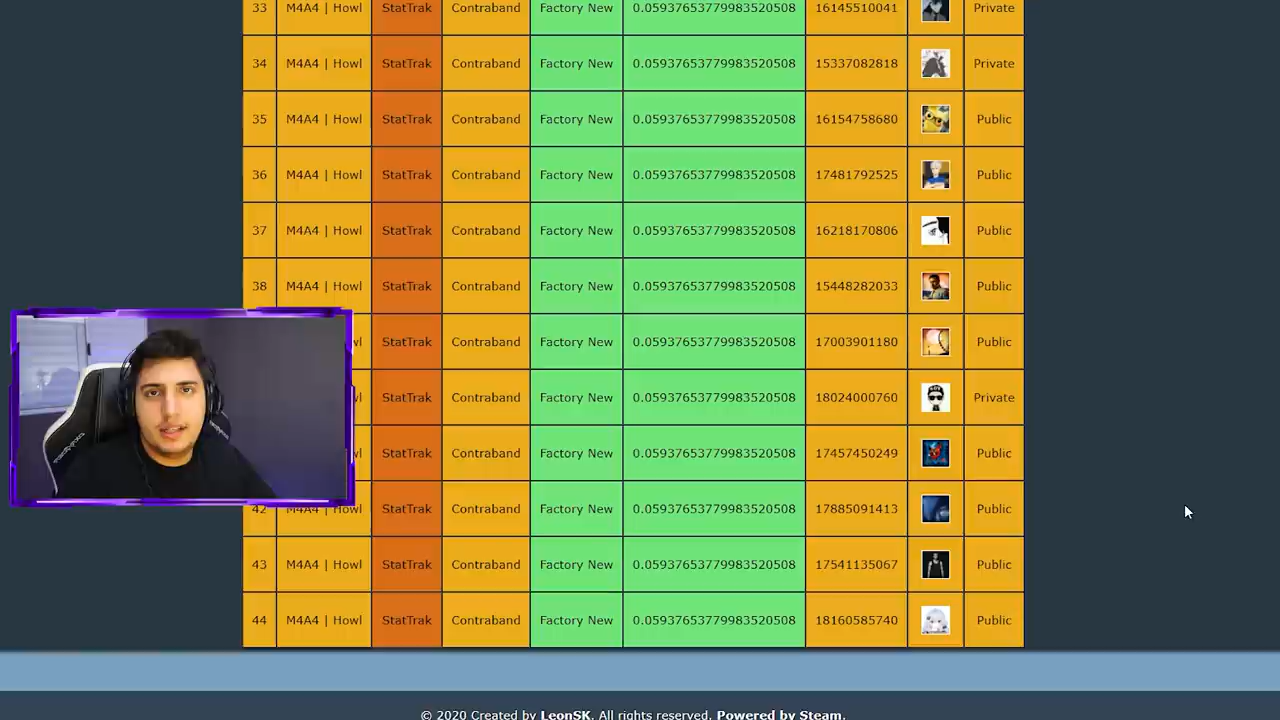 33 M4A4 | Howl StatTrak Contraband Factory New 0.05937653779983520508 16145510041 Private
34 M4A4 | Howl StatTrak Contraband Factory New 0.05937653779983520508 15337082818 Private
35 M4A4 | Howl StatTrak Contraband Factory New 0.05937653779983520508 16154758680 Public
36 M4A4 | Howl StatTrak Contraband Factory New 0.05937653779983520508 17481792525 Public
37 M4A4 | Howl StatTrak Contraband Factory New 0.05937653779983520508 16218170806 Public
38 M4A4 | Howl StatTrak Contraband Factory New 0.05937653779983520508 15448282033 Public
wl StatTrak Contraband Factory New 0.05937653779983520508 17003901180 Public
wl StatTrak Contraband Factory New 0.05937653779983520508 18024000760 Private
wl StatTrak Contraband Factory New 0.05937653779983520508 17457450249 Public
42 M4A4 | Howl StatTrak Contraband Factory New 0.05937653779983520508 17885091413 Public
43 M4A4 | Howl StatTrak Contraband Factory New 0.05937653779983520508 17541135067 Public
44 M4A4 | Howl StatTrak Contraband Factory New 0.05937653779983520508 18160585740 Public
© 2020 Created by LeonSK. All rights reserved. Powered by Steam.